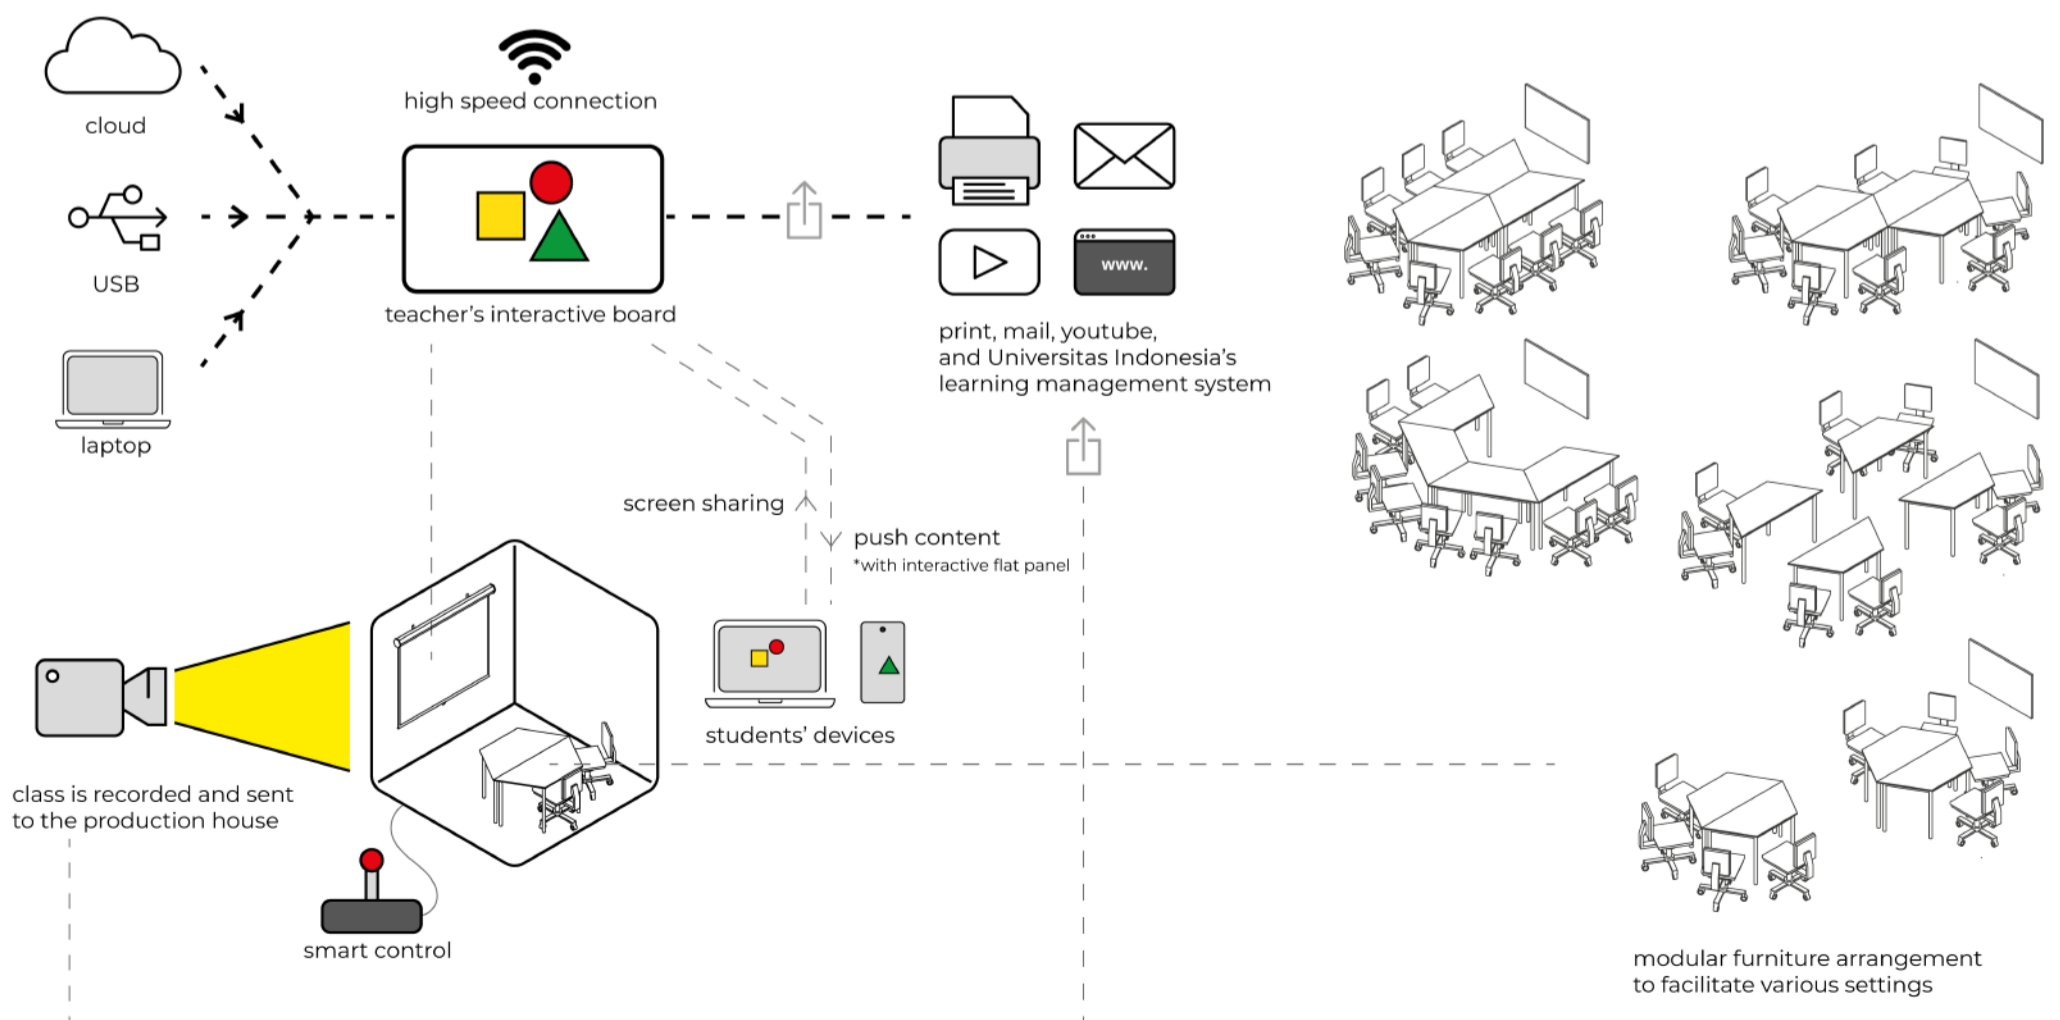 cloud
USB
laptop
high speed connection
teacher's interactive board
www.
print, mail, youtube,
and Universitas Indonesia's
learning management system
screen sharing
push content
*with interactive flat panel
students' devices
class is recorded and sent
to the production house
smart control
modular furniture arrangement
to facilitate various settings